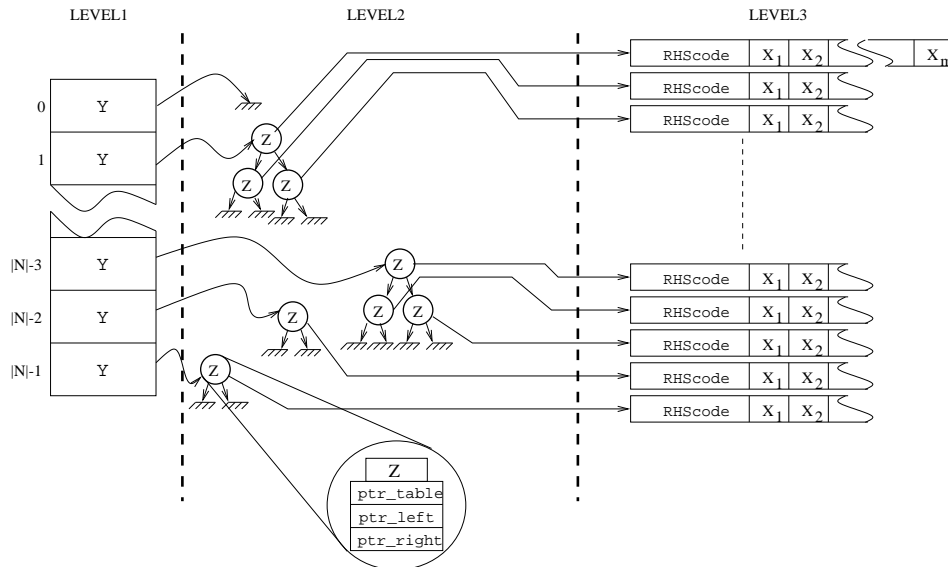 LEVEL1 LEVEL2 LEVEL3
RHScode X1 X2 Xm
RHScode X1 X2
RHScode X1 X2
0 Y
1 Y
Z
Z Z
|N|-3 Y
|N|-2 Y
|N|-1 Y
Z
Z Z
Z
Z
RHScode X1 X2
RHScode X1 X2
RHScode X1 X2
RHScode X1 X2
RHScode X1 X2
Z
ptr_table
ptr_left
ptr_right